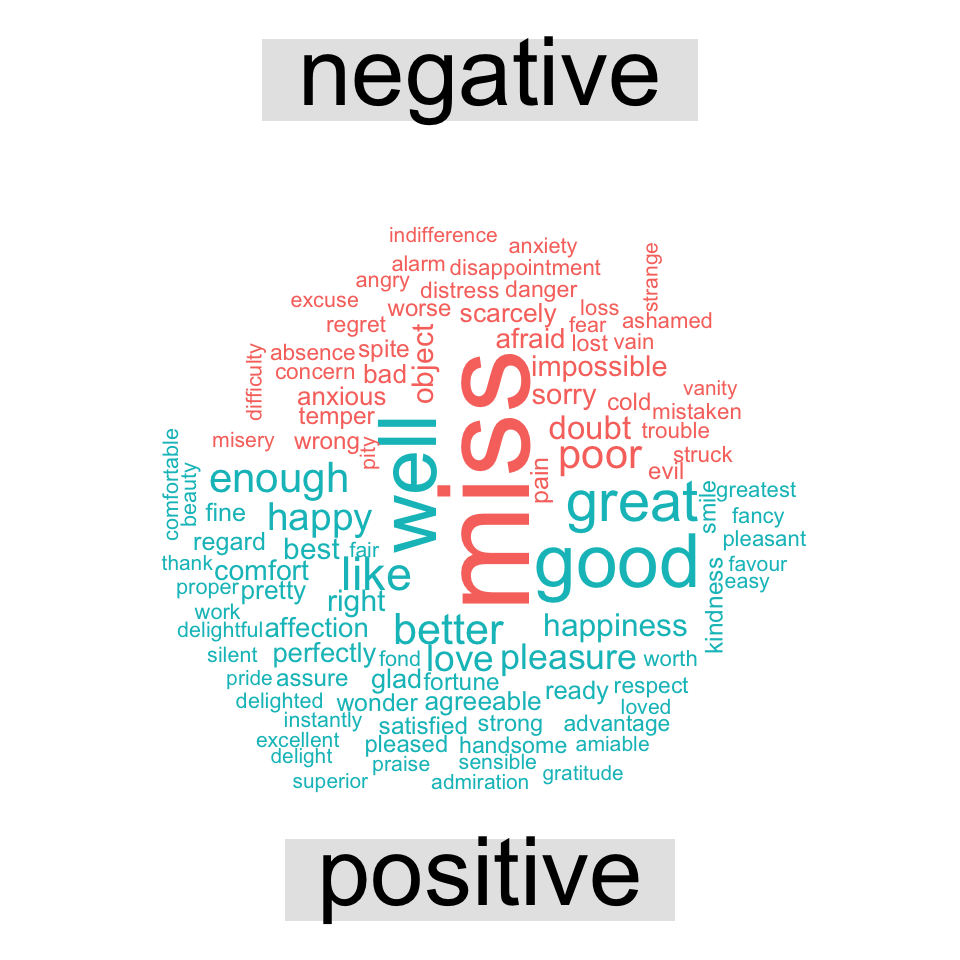 negative
indifference
anxiety
alarm
disappointment
strange
angry
distress
danger
excuse
worse
scarcely
loss
regret
fear
ashamed
object
afraid
lost
vain
absence
spite
difficulty
concern
bad
impossible
miss
anxious
sorry
cold
vanity
temper
mistaken
misery
wrong
pity
doubt
trouble
poor
struck
pain
evil
well
comfortable
beauty
enough
great
smile
greatest
fine
happy
fancy
regard
best
fair
good
pleasant
thank
comfort
like
favour
proper
pretty
right
kindness
easy
work
delightful
affection
better
happiness
silent
perfectly
fond
love
pleasure
worth
pride
assure
glad
fortune
ready
respect
delighted
wonder
agreeable
loved
instantly
satisfied
strong
advantage
excellent
pleased
handsome
amiable
delight
praise
sensible
superior
admiration
gratitude
positive